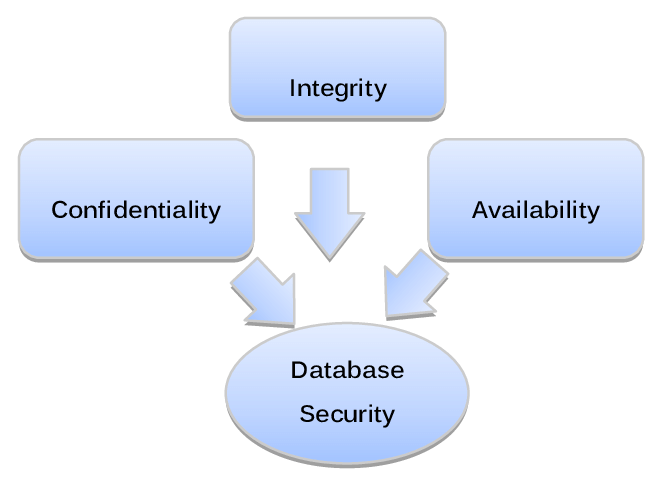 Integrity
Confidentiality
Availability
Database
Security